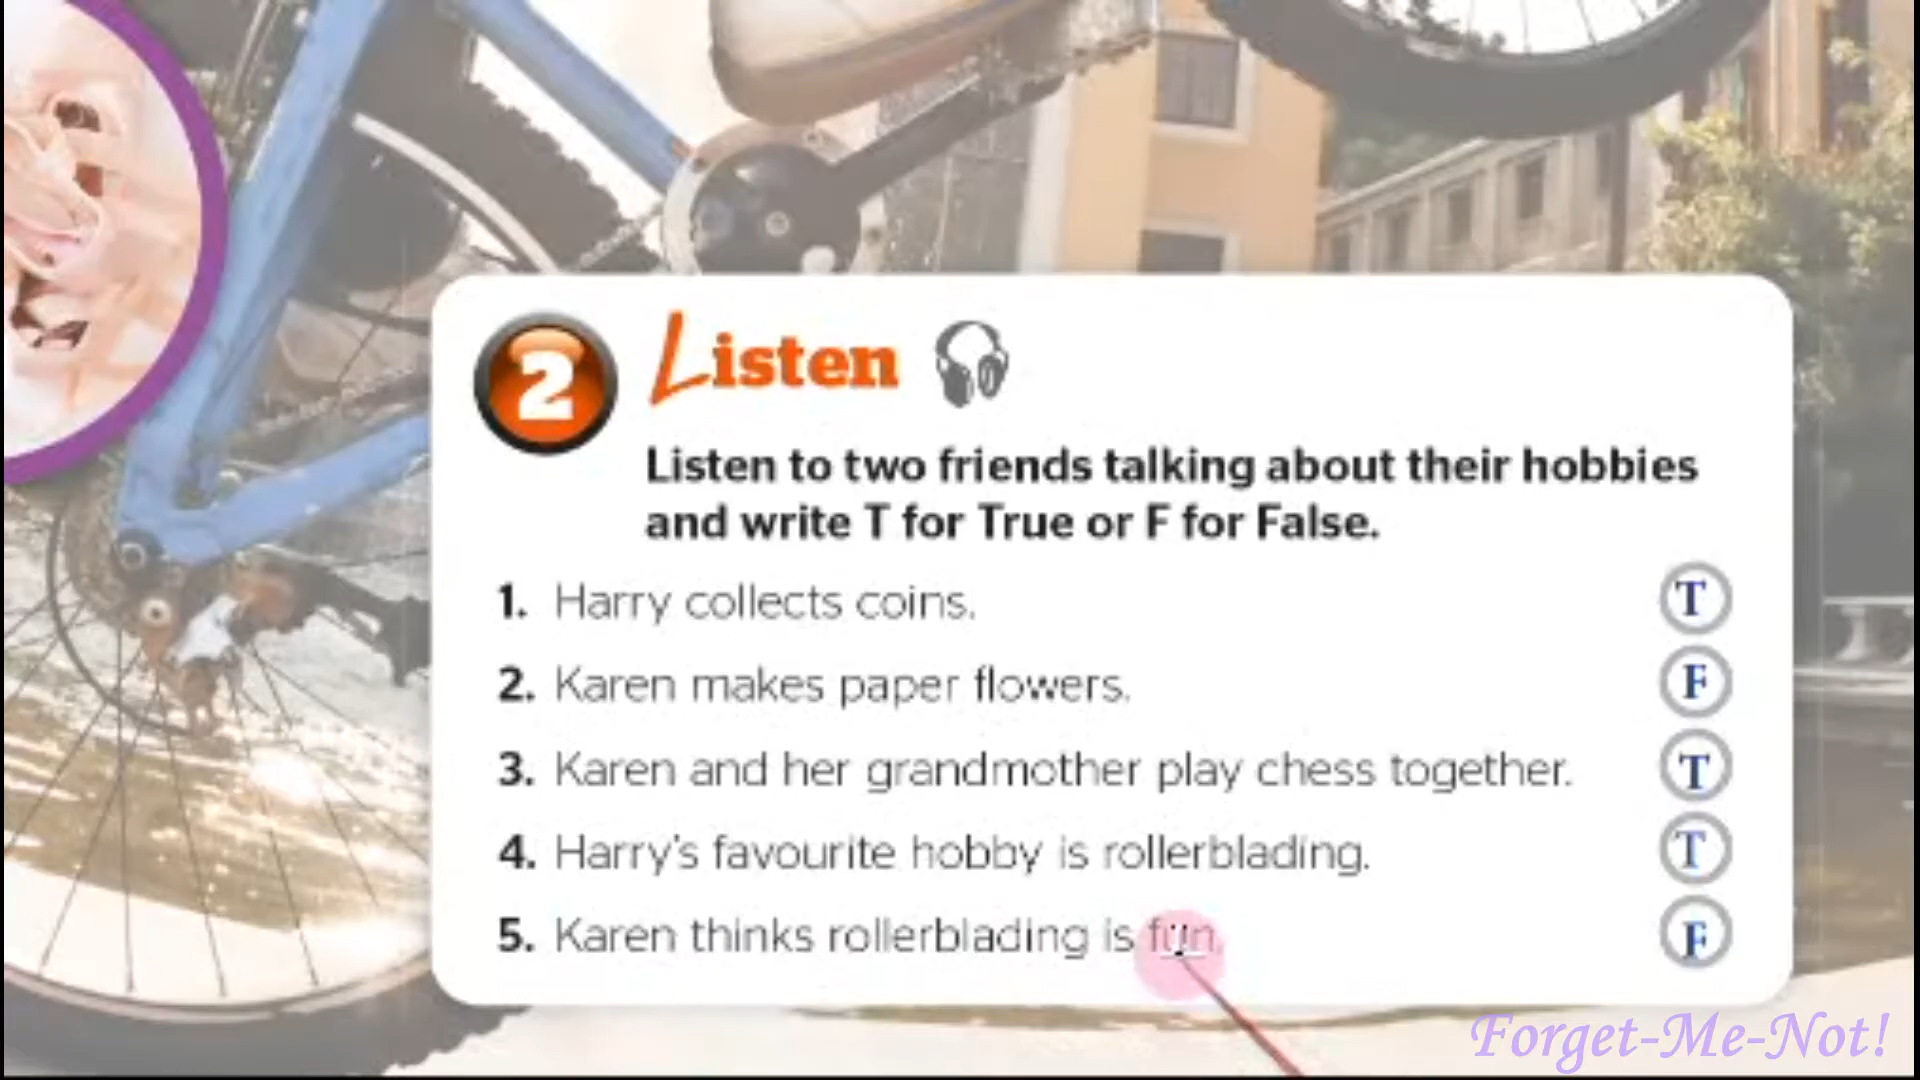 2 Listen
Listen to two friends talking about their hobbies
and write T for True or F for False.
1. Harry collects coins. T
2. Karen makes paper flowers. F
3. Karen and her grandmother play chess together. T
4. Harry's favourite hobby is rollerblading. T
5. Karen thinks rollerblading is fun. F
Forget-Me-Not!